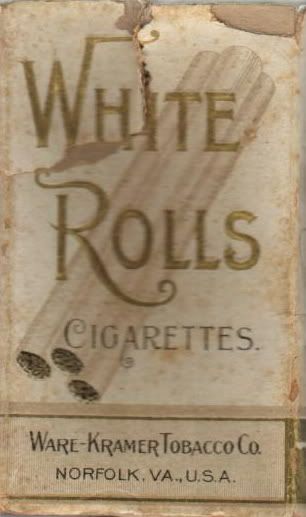 WHITE
ROLLS
CIGARETTES.
WARE-KRAMER TOBACCO CO.
NORFOLK, VA., U.S.A.